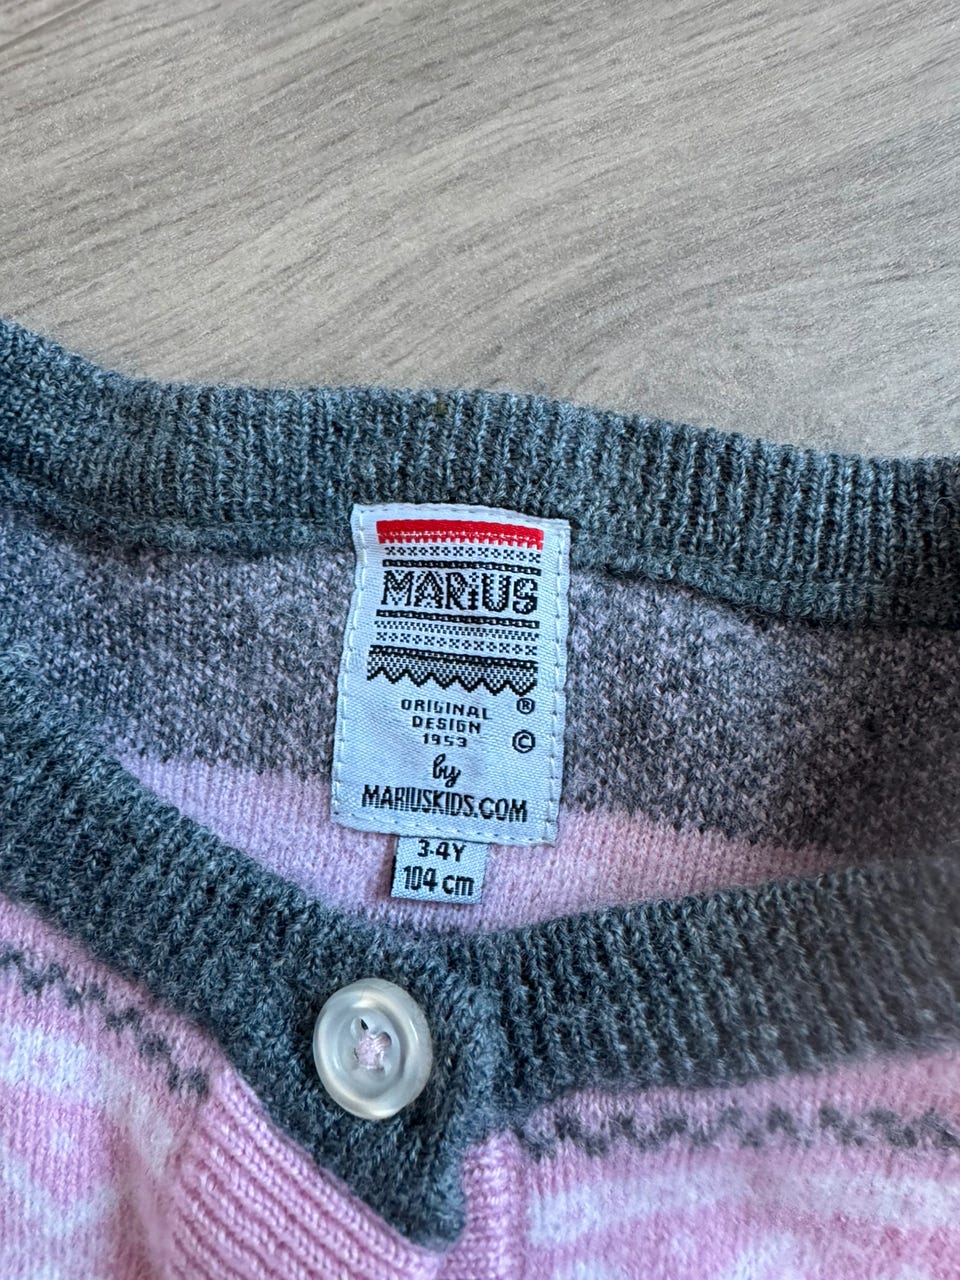 MARiUS
®
ORIGINAL
DESIGN
1953
©
by
MARIUSKIDS.COM
3-4Y
104 cm